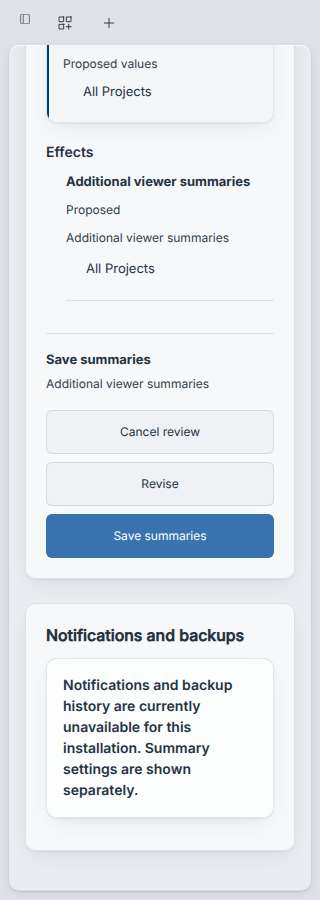 Proposed values
All Projects
Effects
Additional viewer summaries
Proposed
Additional viewer summaries
All Projects
Save summaries
Additional viewer summaries
Cancel review
Revise
Save summaries
Notifications and backups
Notifications and backup
history are currently
unavailable for this
installation. Summary
settings are shown
separately.